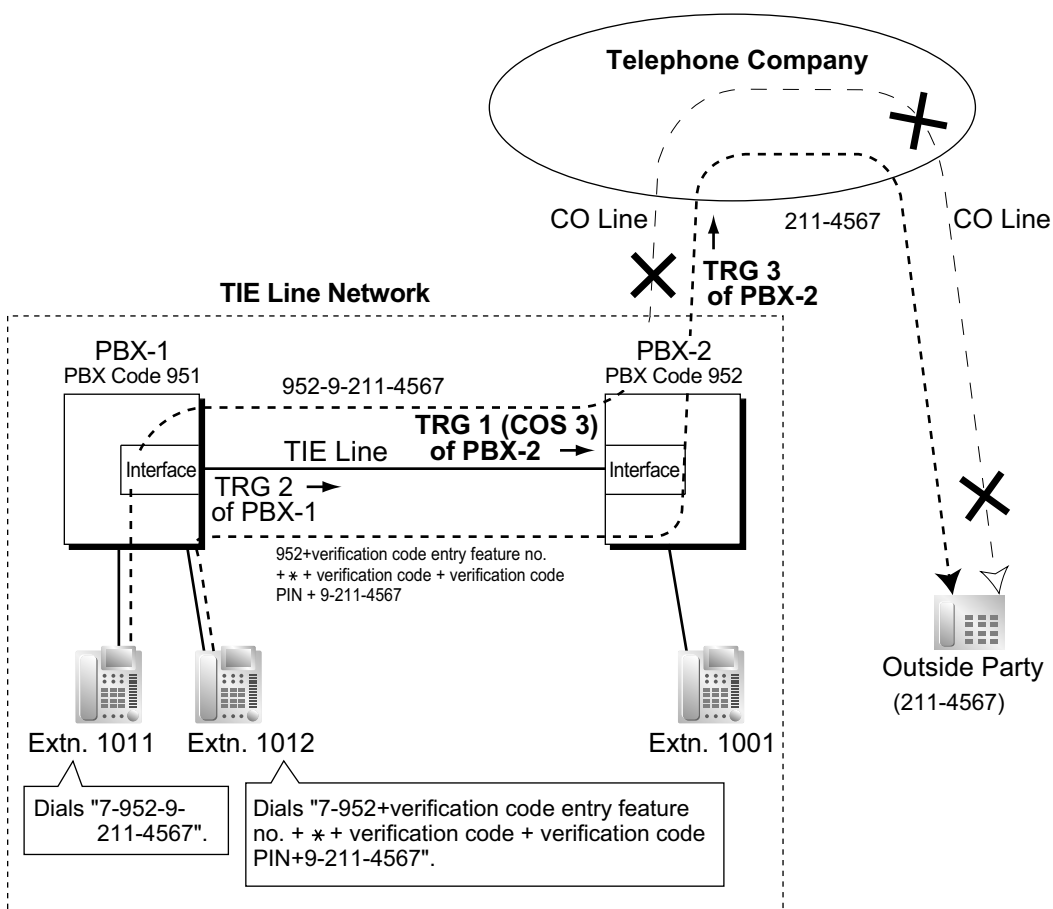 Telephone Company
CO Line
211-4567
CO Line
TRG 3
of PBX-2
TIE Line Network
PBX-1
PBX Code 951
PBX-2
PBX Code 952
952-9-211-4567
TRG 1 (COS 3)
of PBX-2
TIE Line
Interface
Interface
TRG 2
of PBX-1
952+verification code entry feature no.
+ * + verification code + verification code
PIN + 9-211-4567
Outside Party
(211-4567)
Extn. 1011
Extn. 1012
Extn. 1001
Dials "7-952-9-
211-4567".
Dials "7-952+verification code entry feature
no. + * + verification code + verification code
PIN+9-211-4567".